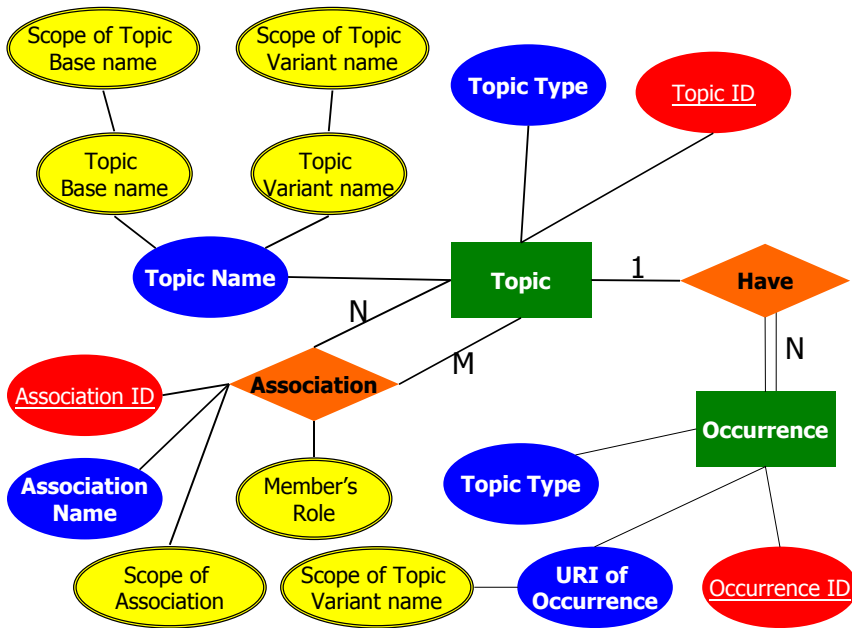 Scope of Topic
Base name
Scope of Topic
Variant name
Topic Type
Topic ID
Topic
Base name
Topic
Variant name
Topic Name
Topic
1
Have
N
M
N
Association
Association ID
Occurrence
Association
Name
Member's
Role
Topic Type
Scope of
Association
Scope of Topic
Variant name
URI of
Occurrence
Occurrence ID